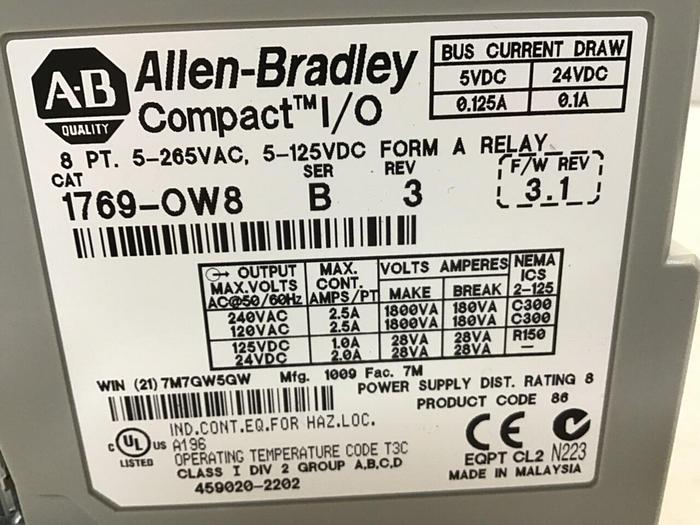 A-B
QUALITY
Allen-Bradley
Compact™ I/O
BUS CURRENT DRAW
5VDC 24VDC
0.125A 0.1A
8 PT. 5-265VAC, 5-125VDC FORM A RELAY
CAT SER REV F/W REV
1769-OW8 B 3 3.1
OUTPUT MAX. VOLTS AMPERES NEMA
MAX.VOLTS CONT. MAKE BREAK ICS
AC@50/60Hz AMPS/PT 2-125
240VAC 2.5A 1800VA 180VA C300
120VAC 2.5A 1800VA 180VA C300
125VDC 1.0A 28VA 28VA R150
24VDC 2.0A 28VA 28VA —
WIN (21) 7M7GW5GW Mfg. 1009 Fac. 7M
POWER SUPPLY DIST. RATING 8
PRODUCT CODE 86
IND.CONT.EQ.FOR HAZ.LOC.
C UL US A196
LISTED OPERATING TEMPERATURE CODE T3C
CLASS I DIV 2 GROUP A,B,C,D
459020-2202
CE
EQPT CL2 N223
MADE IN MALAYSIA